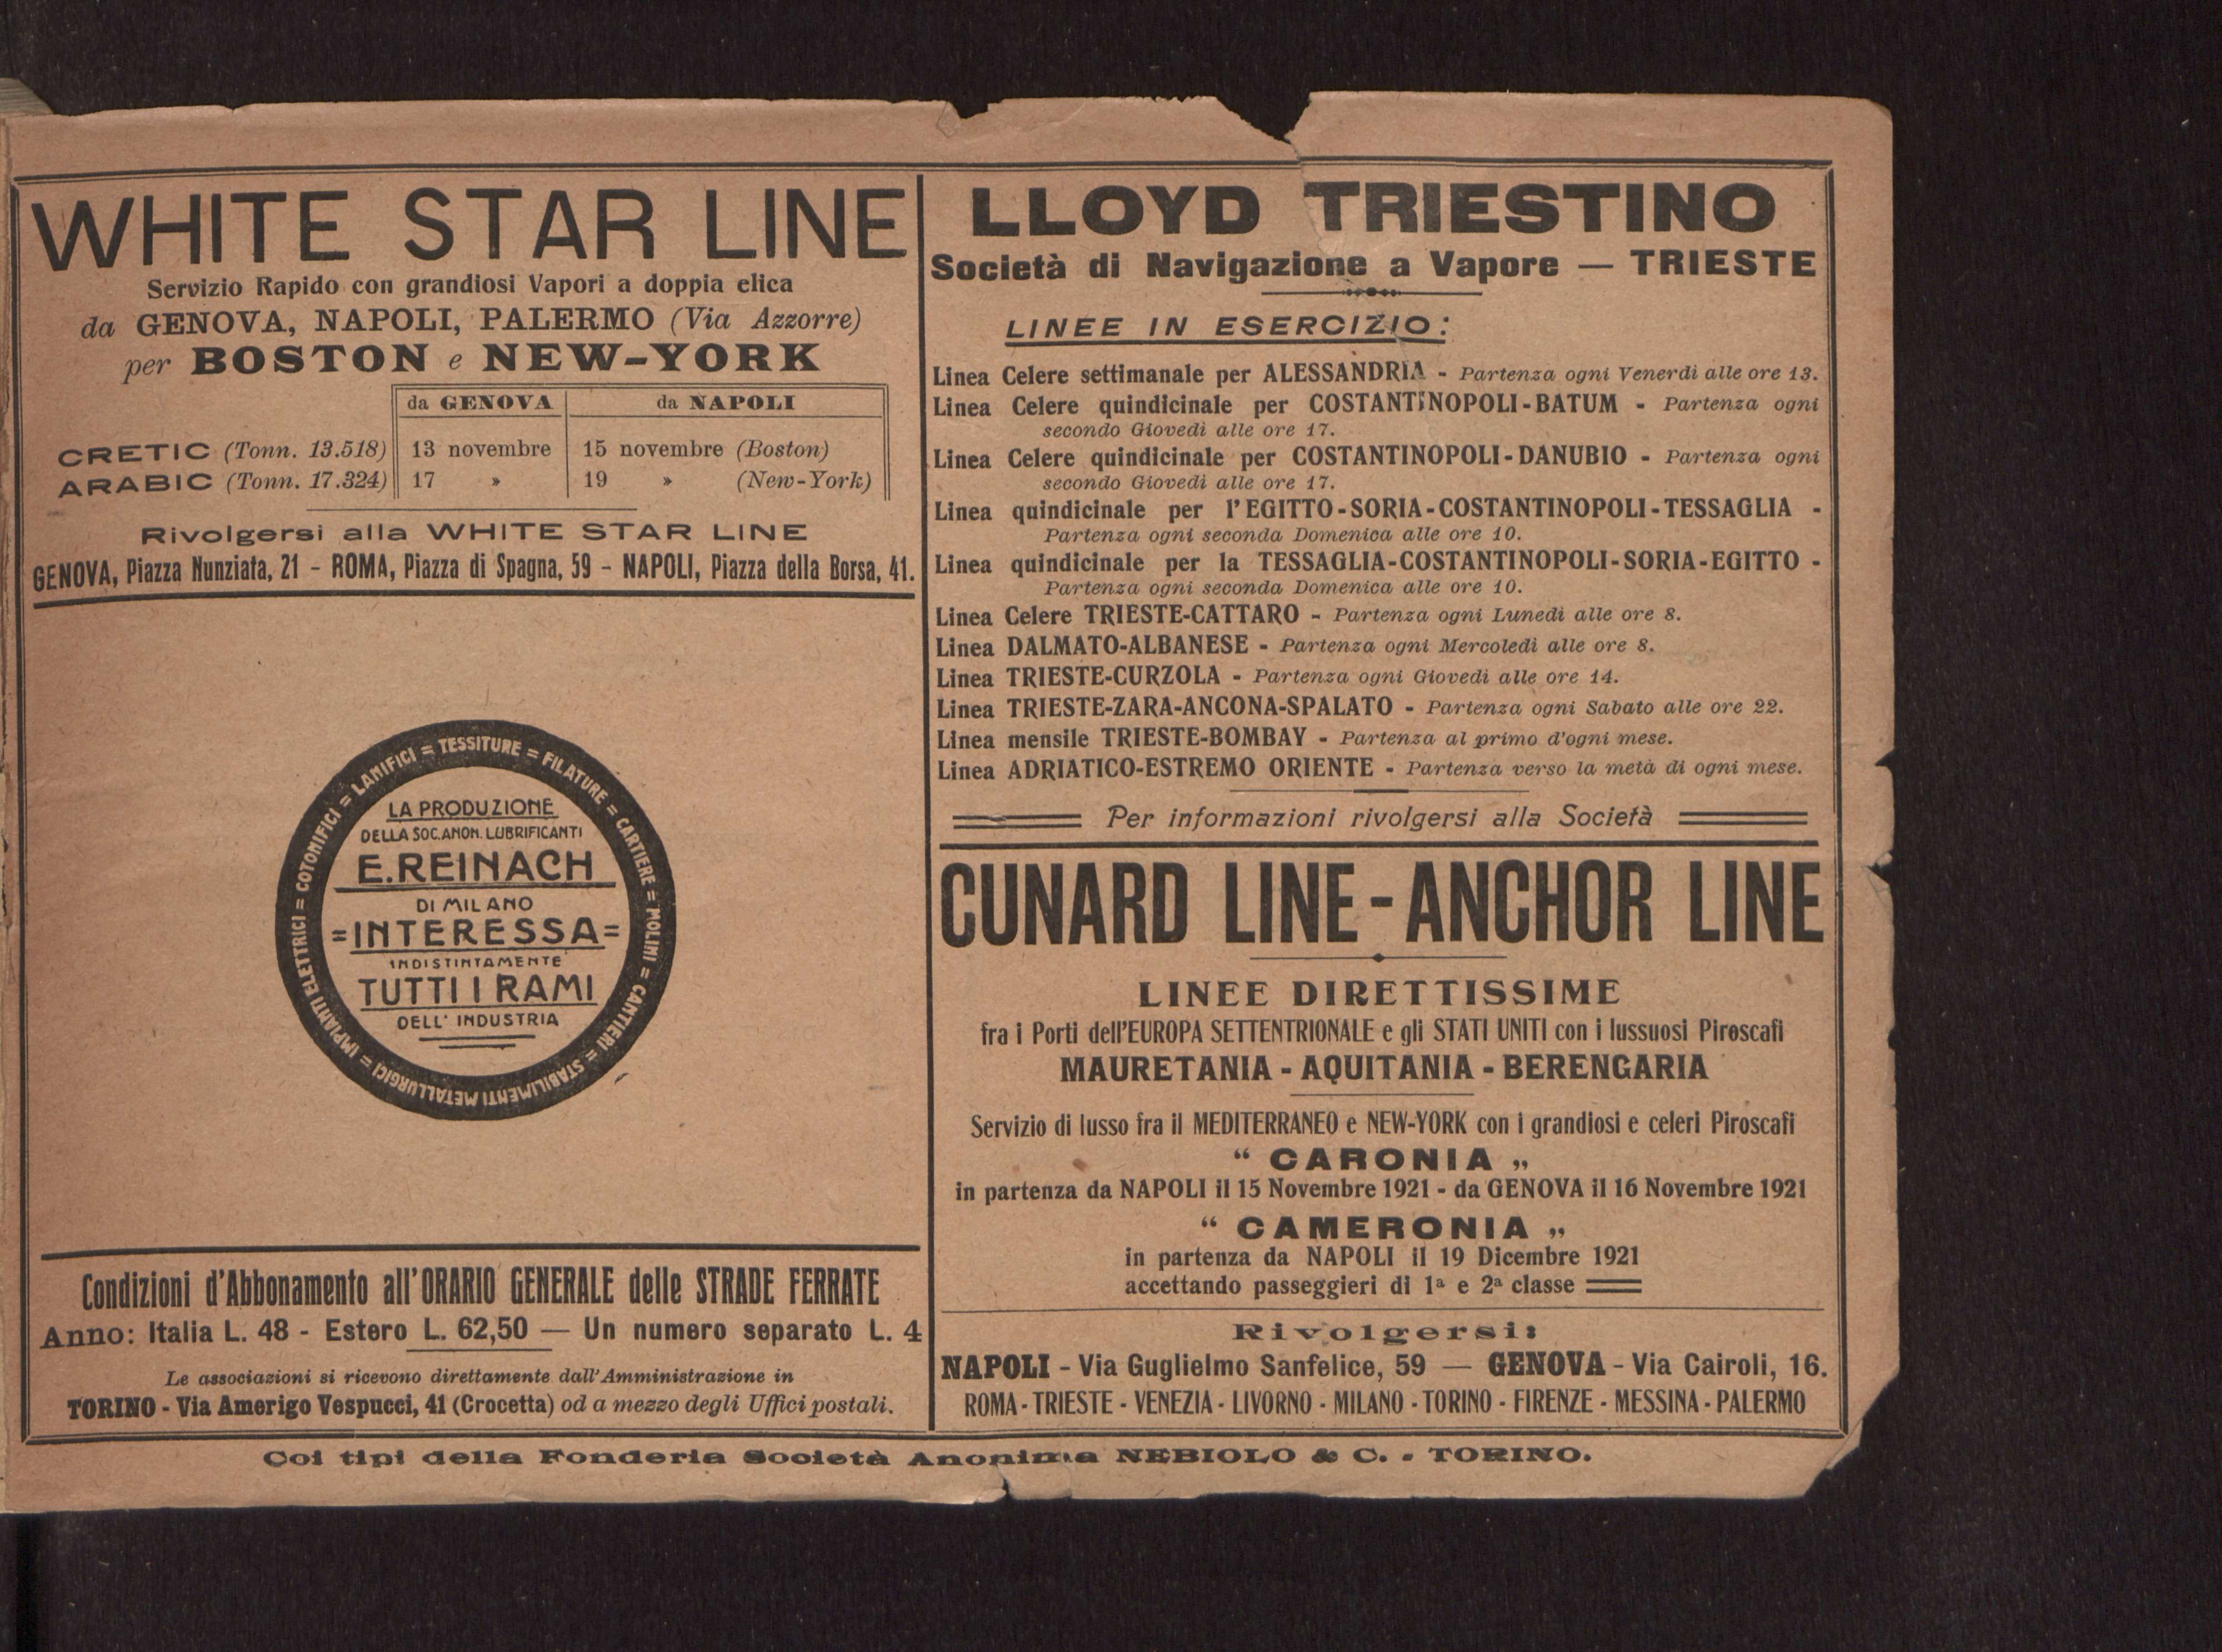 WHITE STAR LINE
Servizio Rapido con grandiosi Vapori a doppia elica
da GENOVA, NAPOLI, PALERMO (Via Azzorre)
per BOSTON e NEW-YORK
da GENOVA da NAPOLI
CRETIC (Tonn. 13.518) 13 novembre 15 novembre (Boston)
ARABIC (Tonn. 17.324) 17 » 19 » (New-York)
Rivolgersi alla WHITE STAR LINE
GENOVA, Piazza Nunziata, 21 - ROMA, Piazza di Spagna, 59 - NAPOLI, Piazza della Borsa, 41.
IMPIANTI ELETTRICI = COTONIFICI = LANIFICI = TESSITURE = FILATURE = CARTIERE = MOLINI = CANTIERI = STABILIMENTI METALLURGICI =
LA PRODUZIONE
DELLA SOC. ANON. LUBRIFICANTI
E. REINACH
DI MILANO
=INTERESSA=
INDISTINTAMENTE
TUTTI I RAMI
DELL' INDUSTRIA
Condizioni d'Abbonamento all'ORARIO GENERALE delle STRADE FERRATE
Anno: Italia L. 48 - Estero L. 62,50 — Un numero separato L. 4
Le associazioni si ricevono direttamente dall'Amministrazione in
TORINO - Via Amerigo Vespucci, 41 (Crocetta) od a mezzo degli Uffici postali.
LLOYD TRIESTINO
Società di Navigazione a Vapore — TRIESTE
LINEE IN ESERCIZIO:
Linea Celere settimanale per ALESSANDRIA - Partenza ogni Venerdì alle ore 13.
Linea Celere quindicinale per COSTANTINOPOLI-BATUM - Partenza ogni
secondo Giovedì alle ore 17.
Linea Celere quindicinale per COSTANTINOPOLI-DANUBIO - Partenza ogni
secondo Giovedì alle ore 17.
Linea quindicinale per l'EGITTO-SORIA-COSTANTINOPOLI-TESSAGLIA -
Partenza ogni seconda Domenica alle ore 10.
Linea quindicinale per la TESSAGLIA-COSTANTINOPOLI-SORIA-EGITTO -
Partenza ogni seconda Domenica alle ore 10.
Linea Celere TRIESTE-CATTARO - Partenza ogni Lunedì alle ore 8.
Linea DALMATO-ALBANESE - Partenza ogni Mercoledì alle ore 8.
Linea TRIESTE-CURZOLA - Partenza ogni Giovedì alle ore 14.
Linea TRIESTE-ZARA-ANCONA-SPALATO - Partenza ogni Sabato alle ore 22.
Linea mensile TRIESTE-BOMBAY - Partenza al primo d'ogni mese.
Linea ADRIATICO-ESTREMO ORIENTE - Partenza verso la metà di ogni mese.
Per informazioni rivolgersi alla Società
CUNARD LINE - ANCHOR LINE
LINEE DIRETTISSIME
fra i Porti dell'EUROPA SETTENTRIONALE e gli STATI UNITI con i lussuosi Piroscafi
MAURETANIA - AQUITANIA - BERENGARIA
Servizio di lusso fra il MEDITERRANEO e NEW-YORK con i grandiosi e celeri Piroscafi
“ CARONIA „
in partenza da NAPOLI il 15 Novembre 1921 - da GENOVA il 16 Novembre 1921
“ CAMERONIA „
in partenza da NAPOLI il 19 Dicembre 1921
accettando passeggieri di 1ª e 2ª classe
Rivolgersi:
NAPOLI - Via Guglielmo Sanfelice, 59 — GENOVA - Via Cairoli, 16.
ROMA - TRIESTE - VENEZIA - LIVORNO - MILANO - TORINO - FIRENZE - MESSINA - PALERMO
Coi tipi della Fonderia Società Anonima NEBIOLO & C. - TORINO.